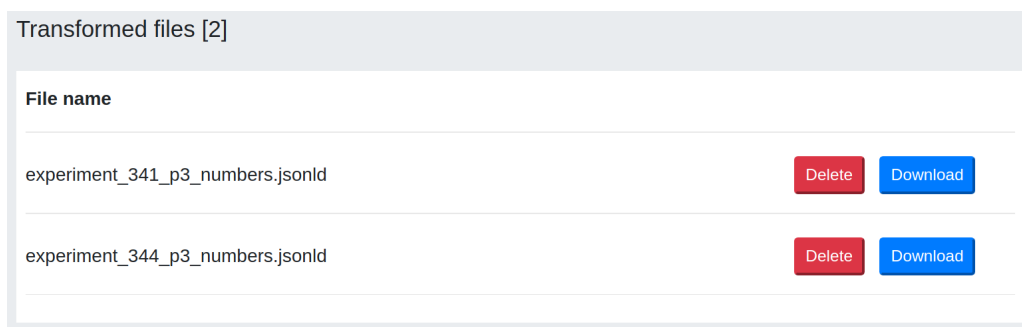 Transformed files [2]
File name
experiment_341_p3_numbers.jsonld Delete Download
experiment_344_p3_numbers.jsonld Delete Download